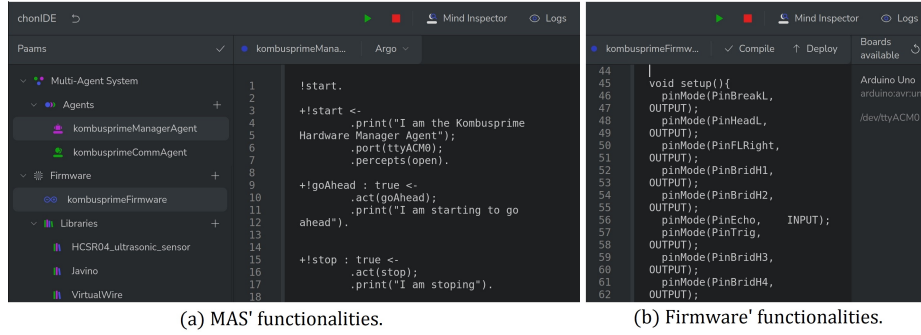 chonIDE
Mind Inspector
Logs
Paams
kombusprimeMana...
Argo
Multi-Agent System
Agents
kombusprimeManagerAgent
kombusprimeCommAgent
Firmware
kombusprimeFirmware
Libraries
HCSR04_ultrasonic_sensor
Javino
VirtualWire
1 !start.
2
3 +!start <-
4 .print("I am the Kombusprime
5 Hardware Manager Agent");
6 .port(ttyACM0);
7 .percepts(open).
8
9 +!goAhead : true <-
10 .act(goAhead);
11 .print("I am starting to go
12 ahead").
13
14
15 +!stop : true <-
16 .act(stop);
17 .print("I am stoping").
18
(a) MAS' functionalities.
Mind Inspector
Logs
kombusprimeFirmw...
Compile
Deploy
Boards
available
Arduino Uno
arduino:avr:un
/dev/ttyACM0
44
45 void setup(){
46 pinMode(PinBreakL,
47 OUTPUT);
48 pinMode(PinHeadL,
49 OUTPUT);
50 pinMode(PinFLRight,
51 OUTPUT);
52 pinMode(PinBridH1,
53 OUTPUT);
54 pinMode(PinBridH2,
55 OUTPUT);
56 pinMode(PinEcho, INPUT);
57 pinMode(PinTrig,
58 OUTPUT);
59 pinMode(PinBridH3,
60 OUTPUT);
61 pinMode(PinBridH4,
62 OUTPUT);
(b) Firmware' functionalities.